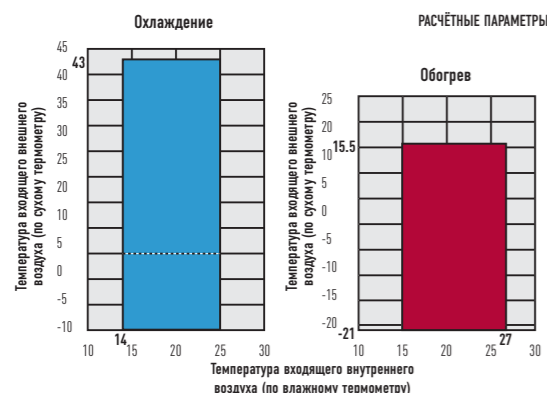 Охлаждение
РАСЧЁТНЫЕ ПАРАМЕТРЫ
Температура входящего внешнего
воздуха (по сухому термометру)
45
43
40
35
30
25
20
15
10
5
0
-5
-10
14
10 15 20 25 30
Обогрев
Температура входящего внешнего
воздуха (по сухому термометру)
25
20
15.5
10
5
0
-5
-10
-15
-20
-21
27
10 15 20 25 30
Температура входящего внутреннего
воздуха (по влажному термометру)